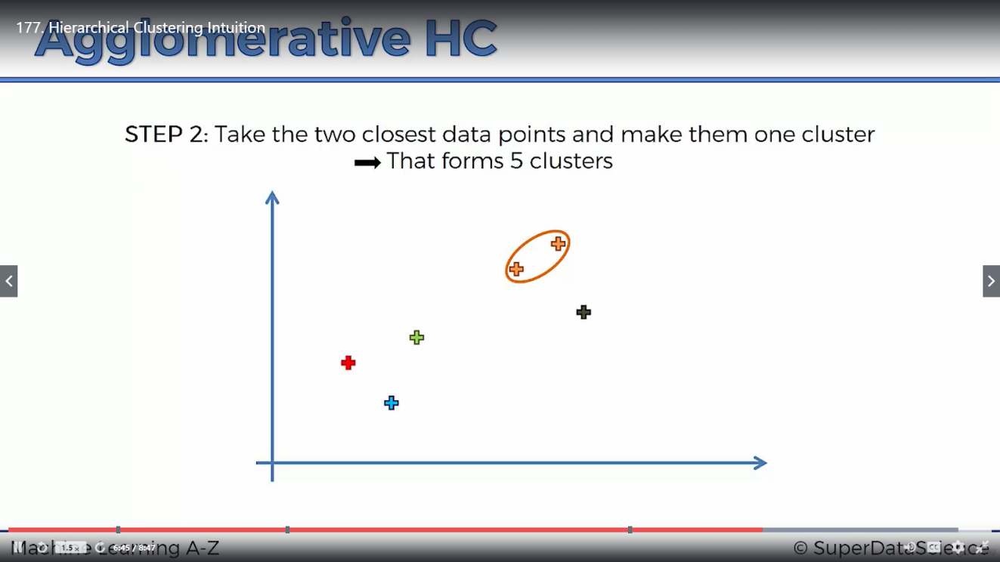 177. Hierarchical Clustering Intuition
Agglomerative HC
STEP 2: Take the two closest data points and make them one cluster
➡ That forms 5 clusters
Machine Learning A-Z
1.5x
6:45 / 8:47
© SuperDataScience
CC